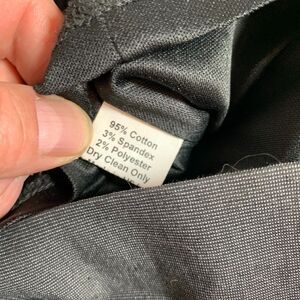 95% Cotton
3% Spandex
2% Polyester
Dry Clean Only